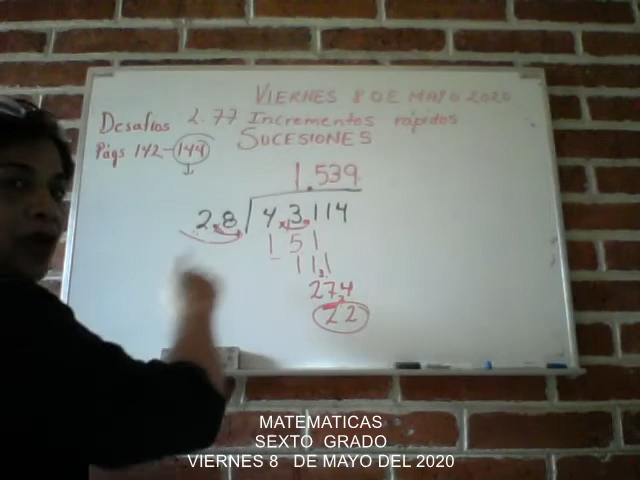 VIERNES 8 DE MAYO 2020
Desafíos 2.77 Incrementos rápidos
Págs 142-144 SUCESIONES
1.539
2.8 4.3.114
151
111
274
22
MATEMATICAS
SEXTO GRADO
VIERNES 8 DE MAYO DEL 2020